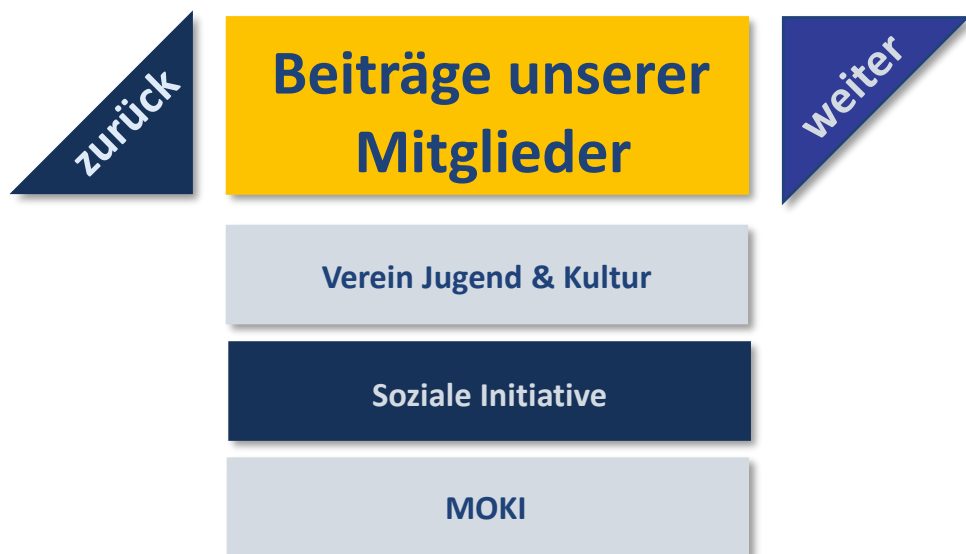 zurück
Beiträge unserer
Mitglieder
weiter
Verein Jugend & Kultur
Soziale Initiative
MOKI